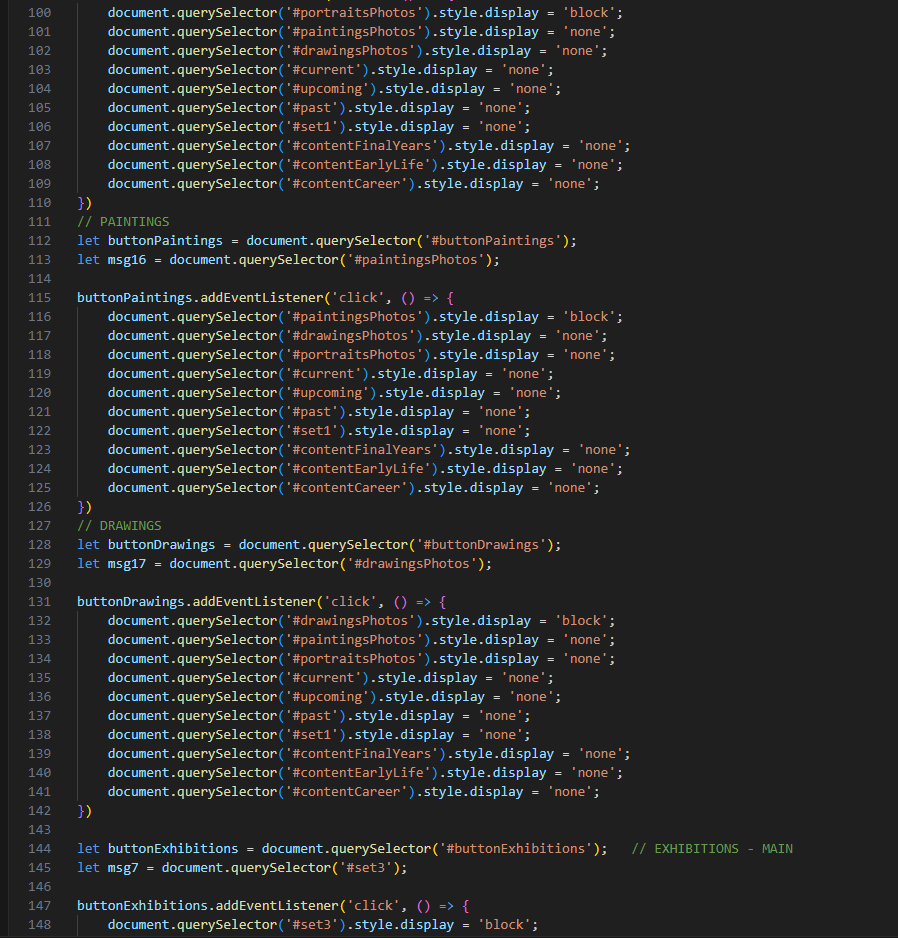 100 document.querySelector('#portraitsPhotos').style.display = 'block';
101 document.querySelector('#paintingsPhotos').style.display = 'none';
102 document.querySelector('#drawingsPhotos').style.display = 'none';
103 document.querySelector('#current').style.display = 'none';
104 document.querySelector('#upcoming').style.display = 'none';
105 document.querySelector('#past').style.display = 'none';
106 document.querySelector('#set1').style.display = 'none';
107 document.querySelector('#contentFinalYears').style.display = 'none';
108 document.querySelector('#contentEarlyLife').style.display = 'none';
109 document.querySelector('#contentCareer').style.display = 'none';
110 })
111 // PAINTINGS
112 let buttonPaintings = document.querySelector('#buttonPaintings');
113 let msg16 = document.querySelector('#paintingsPhotos');
114
115 buttonPaintings.addEventListener('click', () => {
116 document.querySelector('#paintingsPhotos').style.display = 'block';
117 document.querySelector('#drawingsPhotos').style.display = 'none';
118 document.querySelector('#portraitsPhotos').style.display = 'none';
119 document.querySelector('#current').style.display = 'none';
120 document.querySelector('#upcoming').style.display = 'none';
121 document.querySelector('#past').style.display = 'none';
122 document.querySelector('#set1').style.display = 'none';
123 document.querySelector('#contentFinalYears').style.display = 'none';
124 document.querySelector('#contentEarlyLife').style.display = 'none';
125 document.querySelector('#contentCareer').style.display = 'none';
126 })
127 // DRAWINGS
128 let buttonDrawings = document.querySelector('#buttonDrawings');
129 let msg17 = document.querySelector('#drawingsPhotos');
130
131 buttonDrawings.addEventListener('click', () => {
132 document.querySelector('#drawingsPhotos').style.display = 'block';
133 document.querySelector('#paintingsPhotos').style.display = 'none';
134 document.querySelector('#portraitsPhotos').style.display = 'none';
135 document.querySelector('#current').style.display = 'none';
136 document.querySelector('#upcoming').style.display = 'none';
137 document.querySelector('#past').style.display = 'none';
138 document.querySelector('#set1').style.display = 'none';
139 document.querySelector('#contentFinalYears').style.display = 'none';
140 document.querySelector('#contentEarlyLife').style.display = 'none';
141 document.querySelector('#contentCareer').style.display = 'none';
142 })
143
144 let buttonExhibitions = document.querySelector('#buttonExhibitions'); // EXHIBITIONS - MAIN
145 let msg7 = document.querySelector('#set3');
146
147 buttonExhibitions.addEventListener('click', () => {
148 document.querySelector('#set3').style.display = 'block';